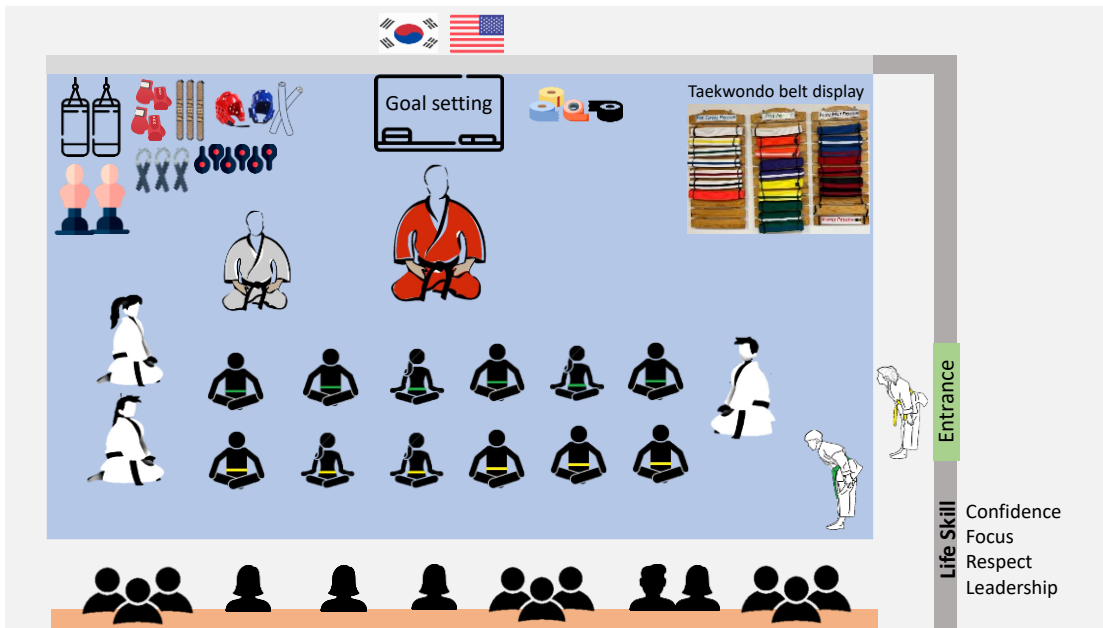 Goal setting
Taekwondo belt display
Entrance
Life Skill
Confidence
Focus
Respect
Leadership